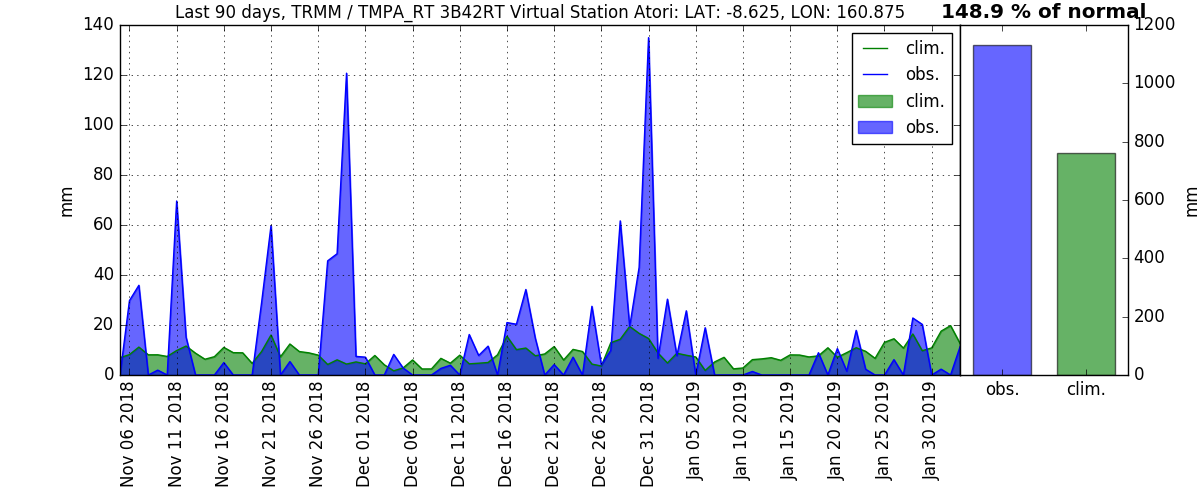 Last 90 days, TRMM / TMPA_RT 3B42RT Virtual Station Atori: LAT: -8.625, LON: 160.875
148.9 % of normal
140
120
100
80
60
40
20
0
mm
clim.
obs.
clim.
obs.
1200
1000
800
600
400
200
0
mm
obs.
clim.
Nov 06 2018
Nov 11 2018
Nov 16 2018
Nov 21 2018
Nov 26 2018
Dec 01 2018
Dec 06 2018
Dec 11 2018
Dec 16 2018
Dec 21 2018
Dec 26 2018
Dec 31 2018
Jan 05 2019
Jan 10 2019
Jan 15 2019
Jan 20 2019
Jan 25 2019
Jan 30 2019